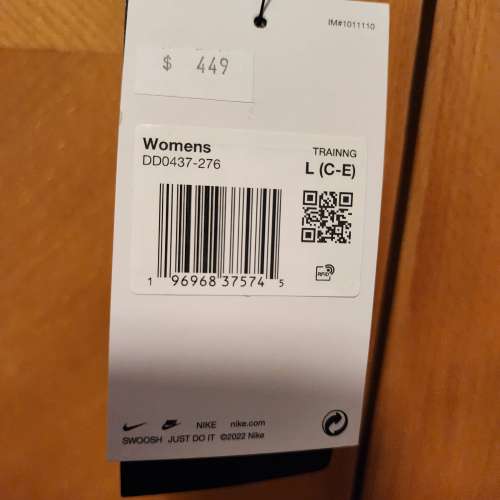 IM#1011110
$ 449
Womens
DD0437-276
TRAINNG
L (C-E)
1 96968 37574 5
RFID
NIKE nike.com
SWOOSH JUST DO IT ©2022 Nike